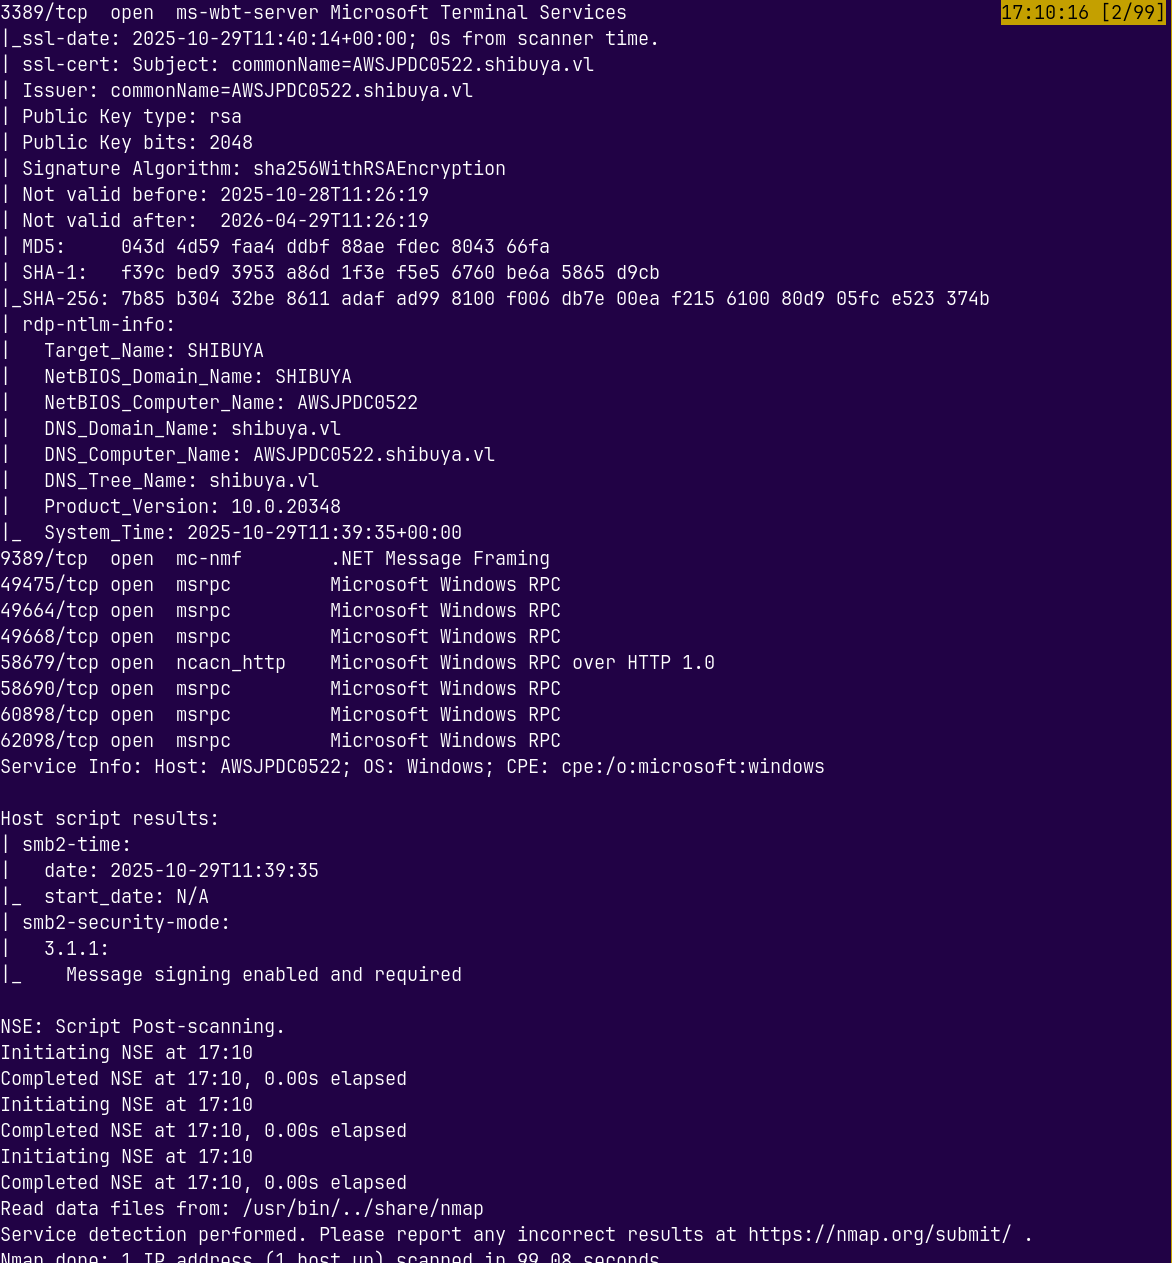 3389/tcp  open  ms-wbt-server Microsoft Terminal Services
17:10:16 [2/99]
|_ssl-date: 2025-10-29T11:40:14+00:00; 0s from scanner time.
| ssl-cert: Subject: commonName=AWSJPDC0522.shibuya.vl
| Issuer: commonName=AWSJPDC0522.shibuya.vl
| Public Key type: rsa
| Public Key bits: 2048
| Signature Algorithm: sha256WithRSAEncryption
| Not valid before: 2025-10-28T11:26:19
| Not valid after:  2026-04-29T11:26:19
| MD5:     043d 4d59 faa4 ddbf 88ae fdec 8043 66fa
| SHA-1:   f39c bed9 3953 a86d 1f3e f5e5 6760 be6a 5865 d9cb
|_SHA-256: 7b85 b304 32be 8611 adaf ad99 8100 f006 db7e 00ea f215 6100 80d9 05fc e523 374b
| rdp-ntlm-info:
|   Target_Name: SHIBUYA
|   NetBIOS_Domain_Name: SHIBUYA
|   NetBIOS_Computer_Name: AWSJPDC0522
|   DNS_Domain_Name: shibuya.vl
|   DNS_Computer_Name: AWSJPDC0522.shibuya.vl
|   DNS_Tree_Name: shibuya.vl
|   Product_Version: 10.0.20348
|_  System_Time: 2025-10-29T11:39:35+00:00
9389/tcp  open  mc-nmf        .NET Message Framing
49475/tcp open  msrpc         Microsoft Windows RPC
49664/tcp open  msrpc         Microsoft Windows RPC
49668/tcp open  msrpc         Microsoft Windows RPC
58679/tcp open  ncacn_http    Microsoft Windows RPC over HTTP 1.0
58690/tcp open  msrpc         Microsoft Windows RPC
60898/tcp open  msrpc         Microsoft Windows RPC
62098/tcp open  msrpc         Microsoft Windows RPC
Service Info: Host: AWSJPDC0522; OS: Windows; CPE: cpe:/o:microsoft:windows
Host script results:
| smb2-time:
|   date: 2025-10-29T11:39:35
|_  start_date: N/A
| smb2-security-mode:
|   3.1.1:
|_    Message signing enabled and required
NSE: Script Post-scanning.
Initiating NSE at 17:10
Completed NSE at 17:10, 0.00s elapsed
Initiating NSE at 17:10
Completed NSE at 17:10, 0.00s elapsed
Initiating NSE at 17:10
Completed NSE at 17:10, 0.00s elapsed
Read data files from: /usr/bin/../share/nmap
Service detection performed. Please report any incorrect results at https://nmap.org/submit/ .
Nmap done: 1 IP address (1 host up) scanned in 99.08 seconds